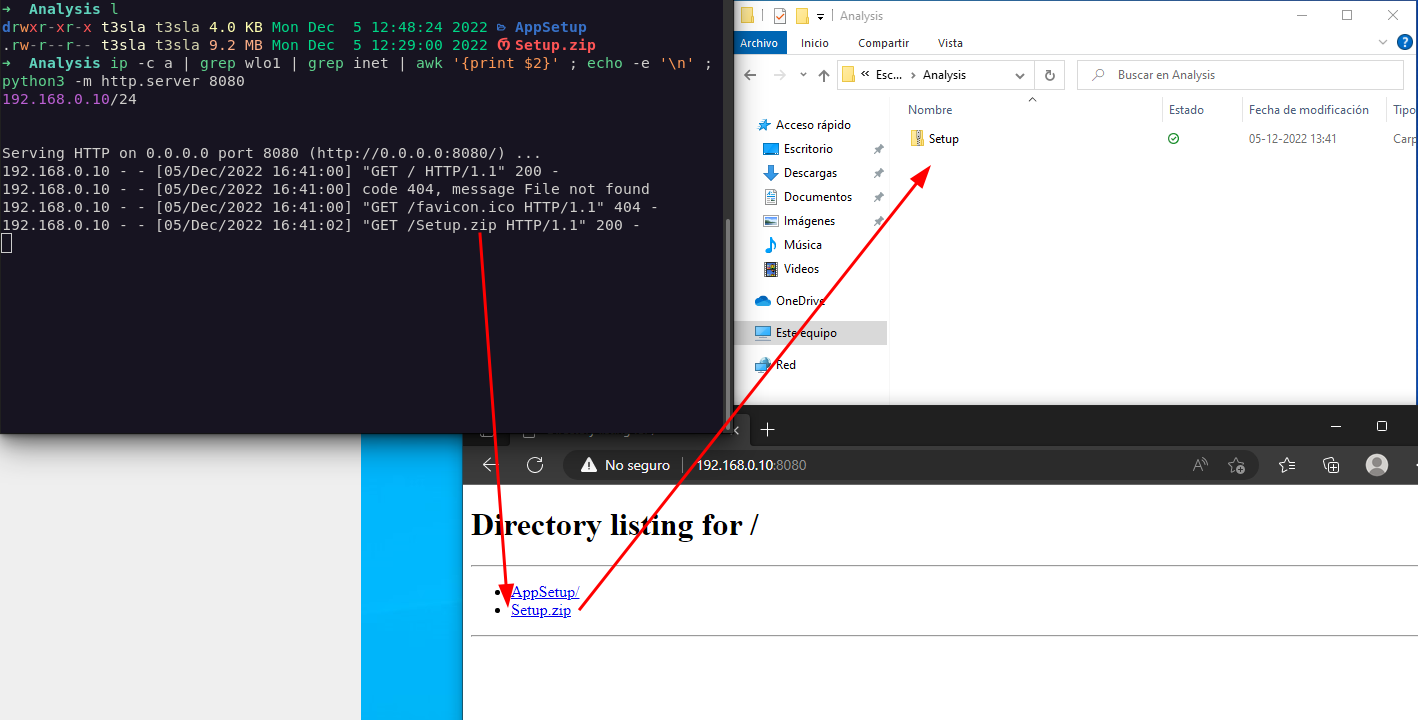 ➜ Analysis l
drwxr-xr-x t3sla t3sla 4.0 KB Mon Dec  5 12:48:24 2022 AppSetup
.rw-r--r-- t3sla t3sla 9.2 MB Mon Dec  5 12:29:00 2022 Setup.zip
➜ Analysis ip -c a | grep wlo1 | grep inet | awk '{print $2}' ; echo -e '\n' ;
python3 -m http.server 8080
192.168.0.10/24
Serving HTTP on 0.0.0.0 port 8080 (http://0.0.0.0:8080/) ...
192.168.0.10 - - [05/Dec/2022 16:41:00] "GET / HTTP/1.1" 200 -
192.168.0.10 - - [05/Dec/2022 16:41:00] code 404, message File not found
192.168.0.10 - - [05/Dec/2022 16:41:00] "GET /favicon.ico HTTP/1.1" 404 -
192.168.0.10 - - [05/Dec/2022 16:41:02] "GET /Setup.zip HTTP/1.1" 200 -
Analysis
Archivo Inicio Compartir Vista
« Esc... › Analysis
Buscar en Analysis
Nombre Estado Fecha de modificación Tipo
Setup 05-12-2022 13:41 Carp
Acceso rápido
Escritorio
Descargas
Documentos
Imágenes
Música
Videos
OneDrive
Este equipo
Red
No seguro 192.168.0.10:8080
Directory listing for /
AppSetup/
Setup.zip